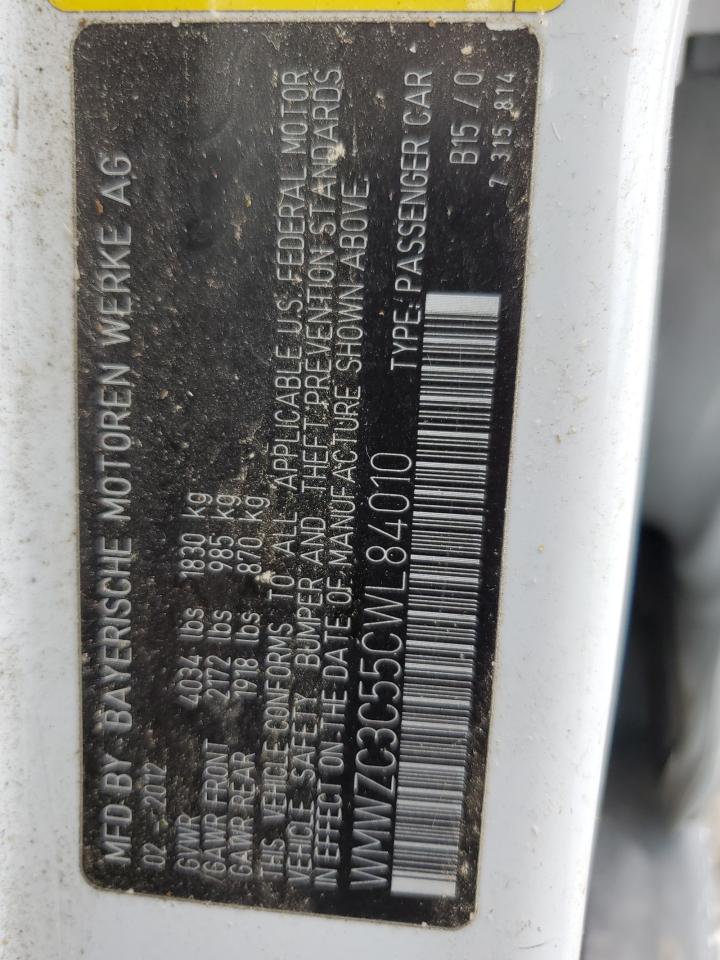 MFD BY BAYERISCHE MOTOREN WERKE AG
02 2012
GVWR 4034 lbs 1830 kg
GAWR FRONT 2172 lbs 985 kg
GAWR REAR 1918 lbs 870 kg
THIS VEHICLE CONFORMS TO ALL APPLICABLE U.S. FEDERAL MOTOR
VEHICLE SAFETY, BUMPER AND THEFT PREVENTION STANDARDS
IN EFFECT ON THE DATE OF MANUFACTURE SHOWN ABOVE
WMWZC3C55CWL84010 TYPE: PASSENGER CAR
B15 / 0
7 315 814